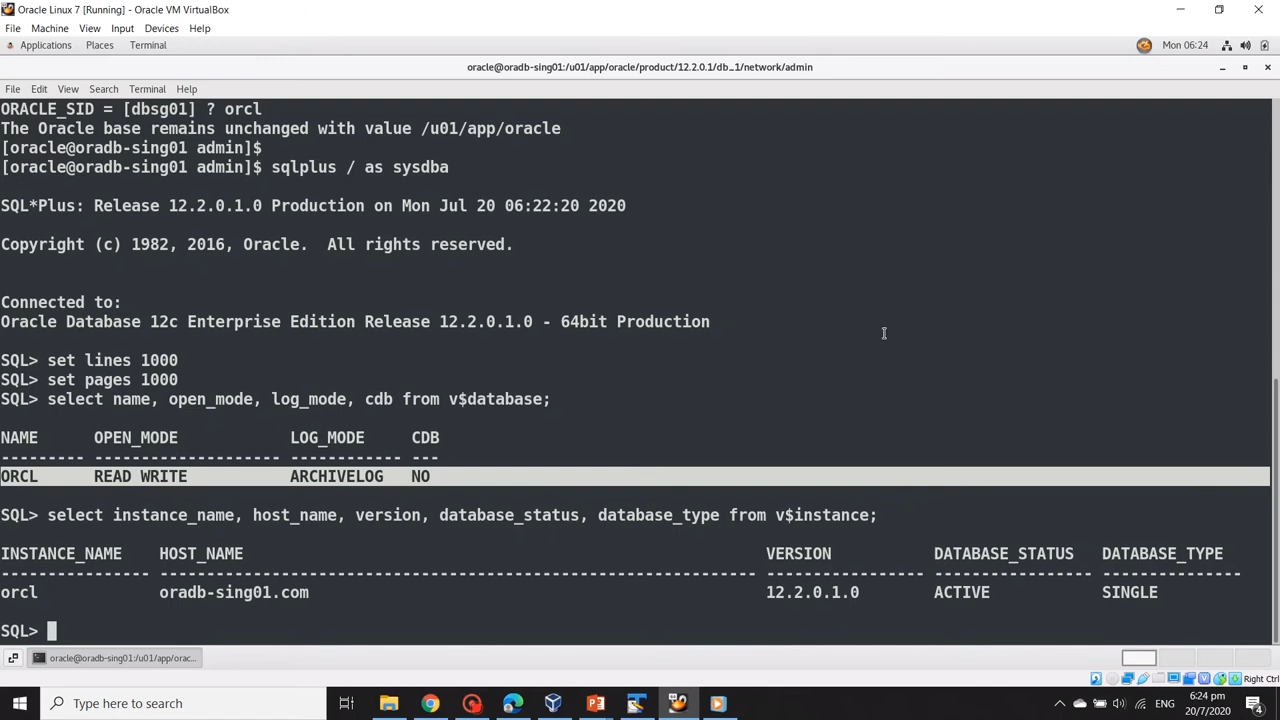 Oracle Linux 7 [Running] - Oracle VM VirtualBox
File Machine View Input Devices Help
Applications Places Terminal Mon 06:24
oracle@oradb-sing01:/u01/app/oracle/product/12.2.0.1/db_1/network/admin
File Edit View Search Terminal Help
ORACLE_SID = [dbsg01] ? orcl
The Oracle base remains unchanged with value /u01/app/oracle
[oracle@oradb-sing01 admin]$
[oracle@oradb-sing01 admin]$ sqlplus / as sysdba
SQL*Plus: Release 12.2.0.1.0 Production on Mon Jul 20 06:22:20 2020
Copyright (c) 1982, 2016, Oracle.  All rights reserved.
Connected to:
Oracle Database 12c Enterprise Edition Release 12.2.0.1.0 - 64bit Production
SQL> set lines 1000
SQL> set pages 1000
SQL> select name, open_mode, log_mode, cdb from v$database;
NAME      OPEN_MODE            LOG_MODE     CDB
--------- -------------------- ------------ ---
ORCL      READ WRITE           ARCHIVELOG   NO
SQL> select instance_name, host_name, version, database_status, database_type from v$instance;
INSTANCE_NAME    HOST_NAME                                                        VERSION           DATABASE_STATUS   DATABASE_TYPE
---------------- ---------------------------------------------------------------- ----------------- ----------------- ---------------
orcl             oradb-sing01.com                                                 12.2.0.1.0        ACTIVE            SINGLE
SQL>
oracle@oradb-sing01:/u01/app/orac...
Right Ctrl
Type here to search
ENG
6:24 pm
20/7/2020
4